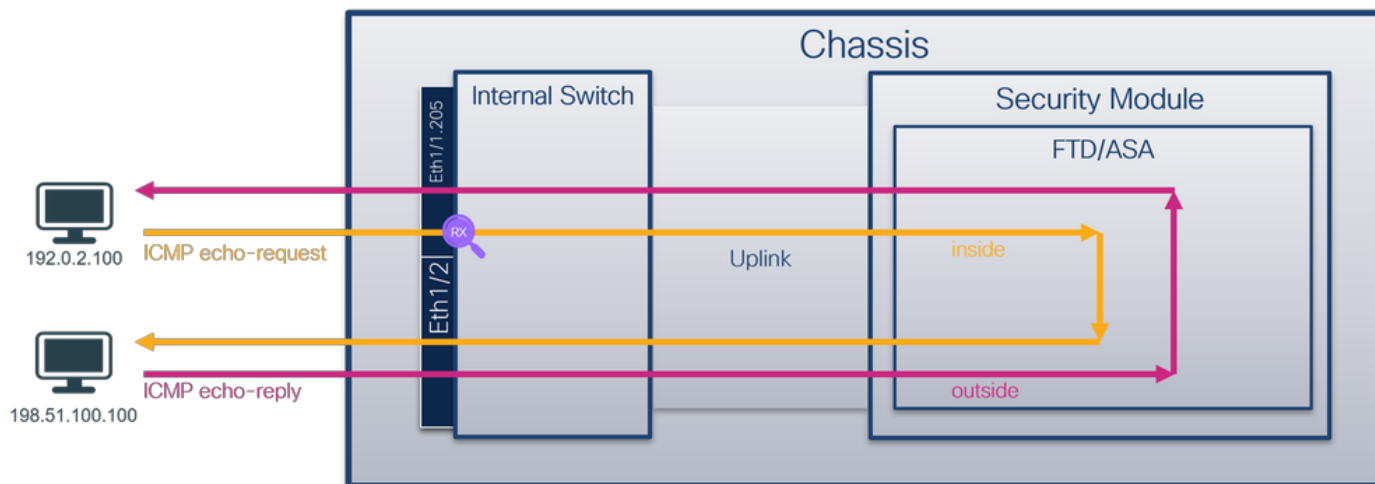 Chassis
Internal Switch
Security Module
FTD/ASA
Eth1/1.205
192.0.2.100
ICMP echo-request
RX
Uplink
inside
Eth1/2
198.51.100.100
ICMP echo-reply
outside